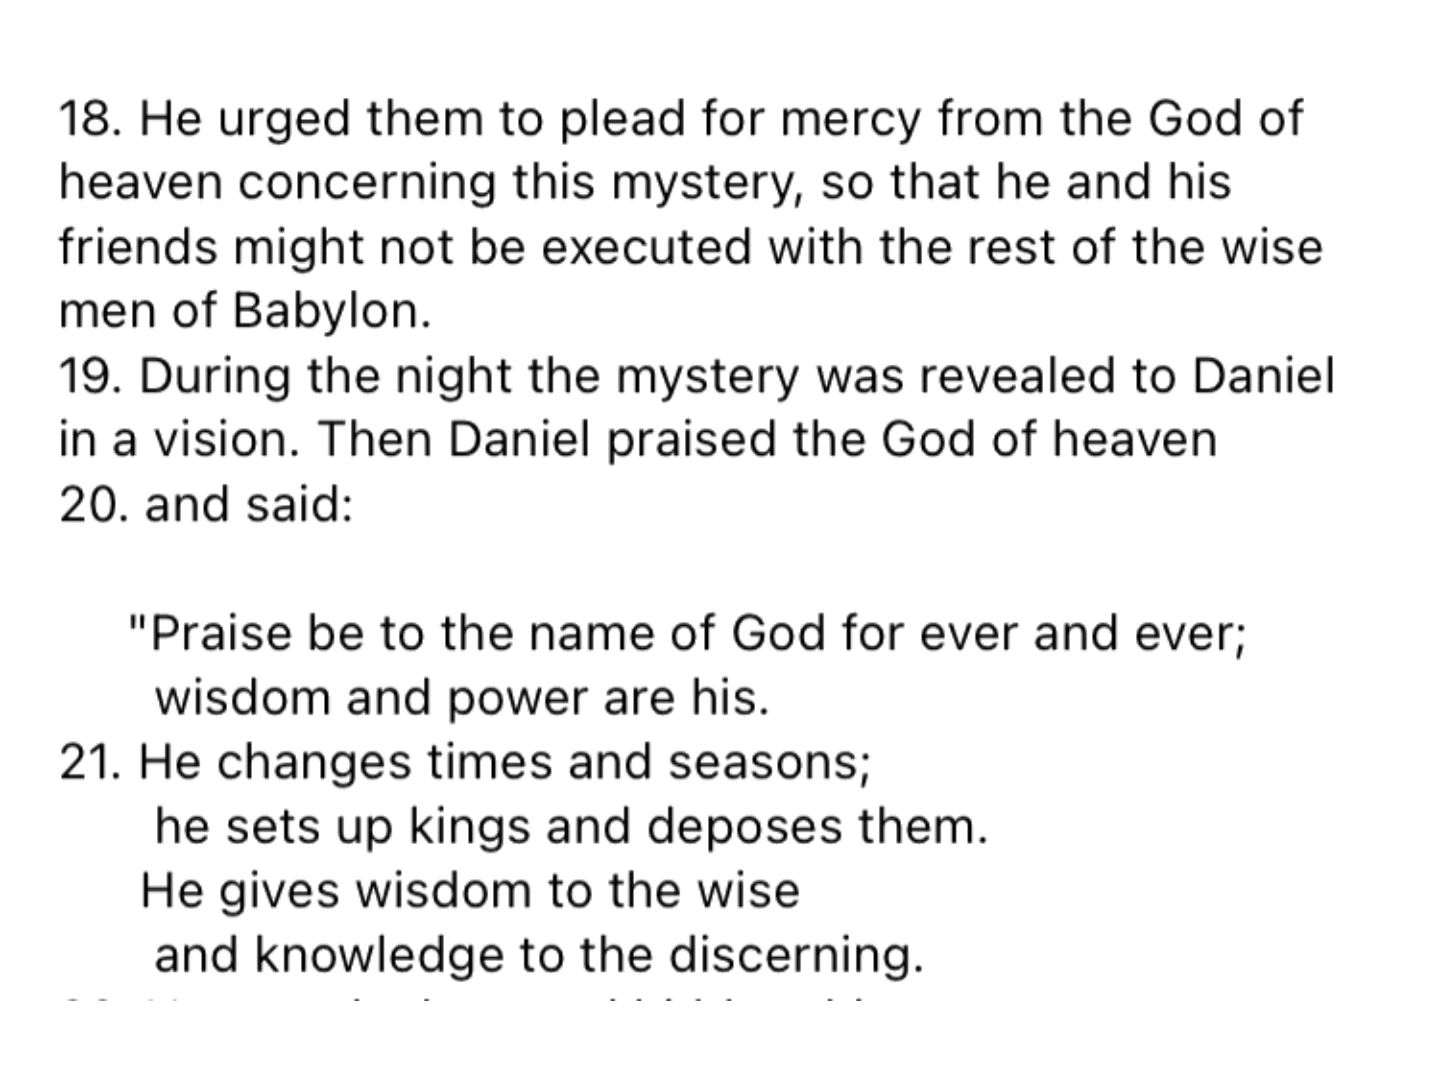 18. He urged them to plead for mercy from the God of
heaven concerning this mystery, so that he and his
friends might not be executed with the rest of the wise
men of Babylon.
19. During the night the mystery was revealed to Daniel
in a vision. Then Daniel praised the God of heaven
20. and said:
"Praise be to the name of God for ever and ever;
wisdom and power are his.
21. He changes times and seasons;
he sets up kings and deposes them.
He gives wisdom to the wise
and knowledge to the discerning.